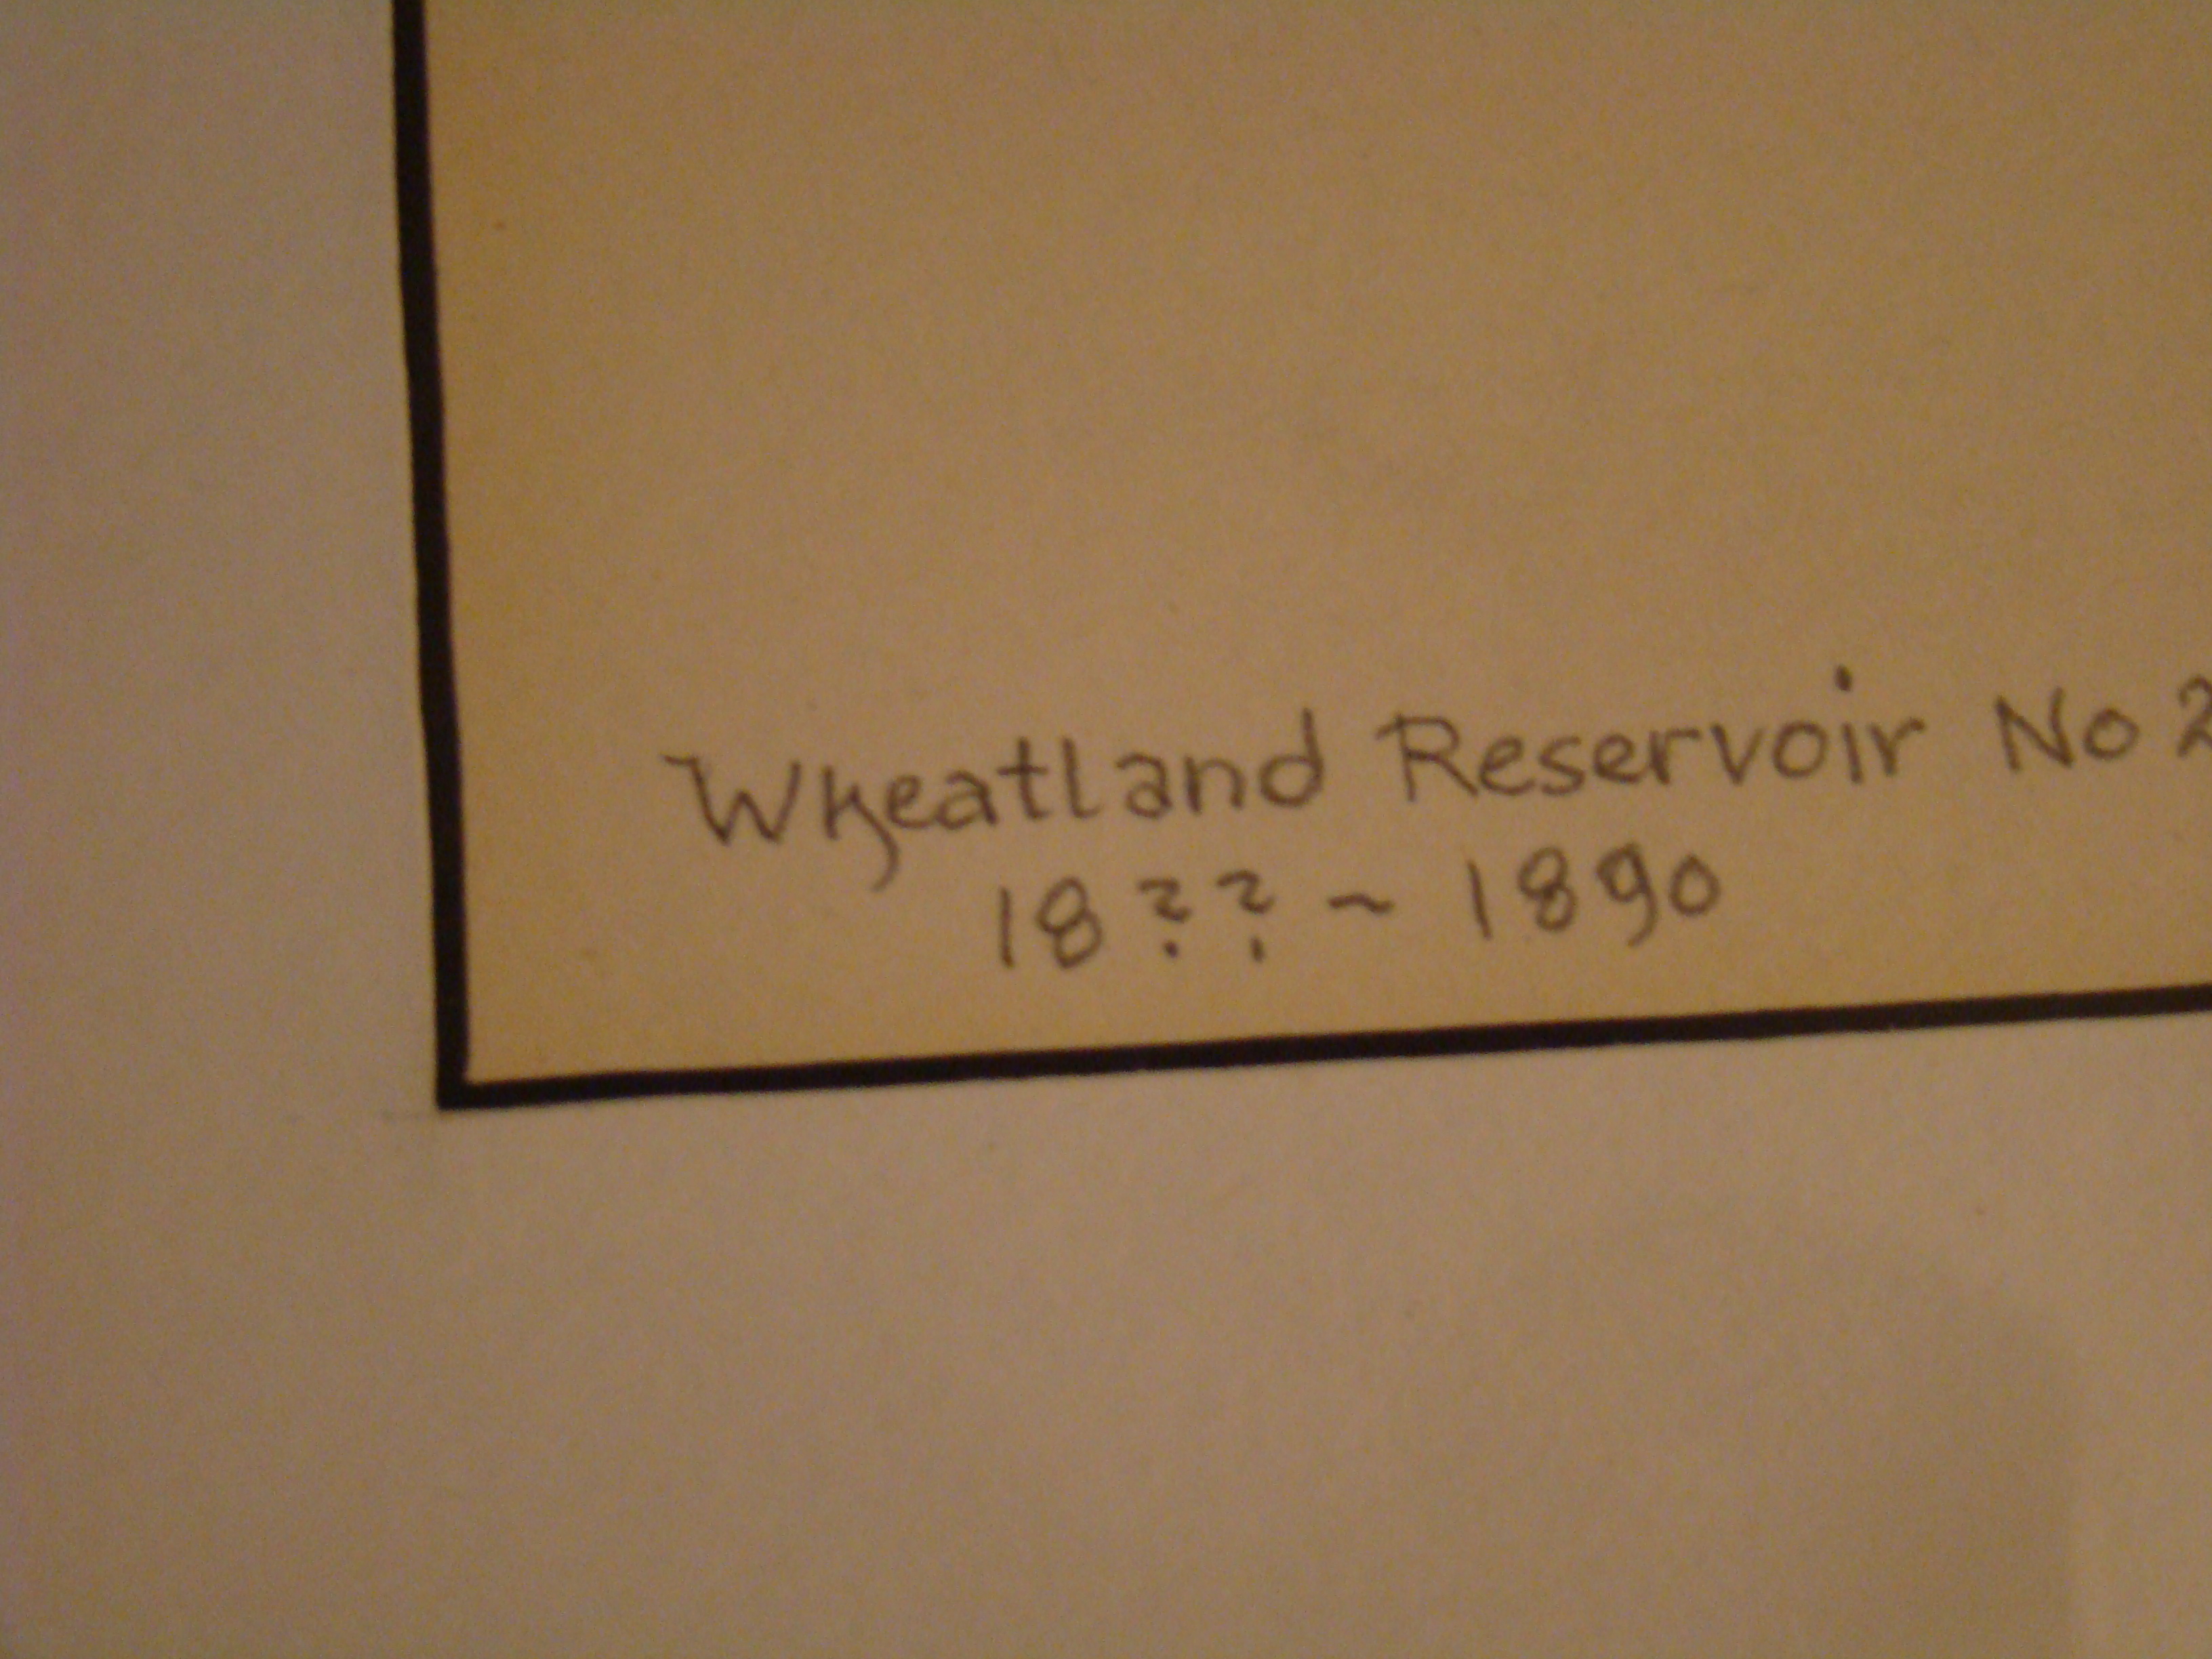 Wheatland Reservoir No 2
18?? ~ 1890